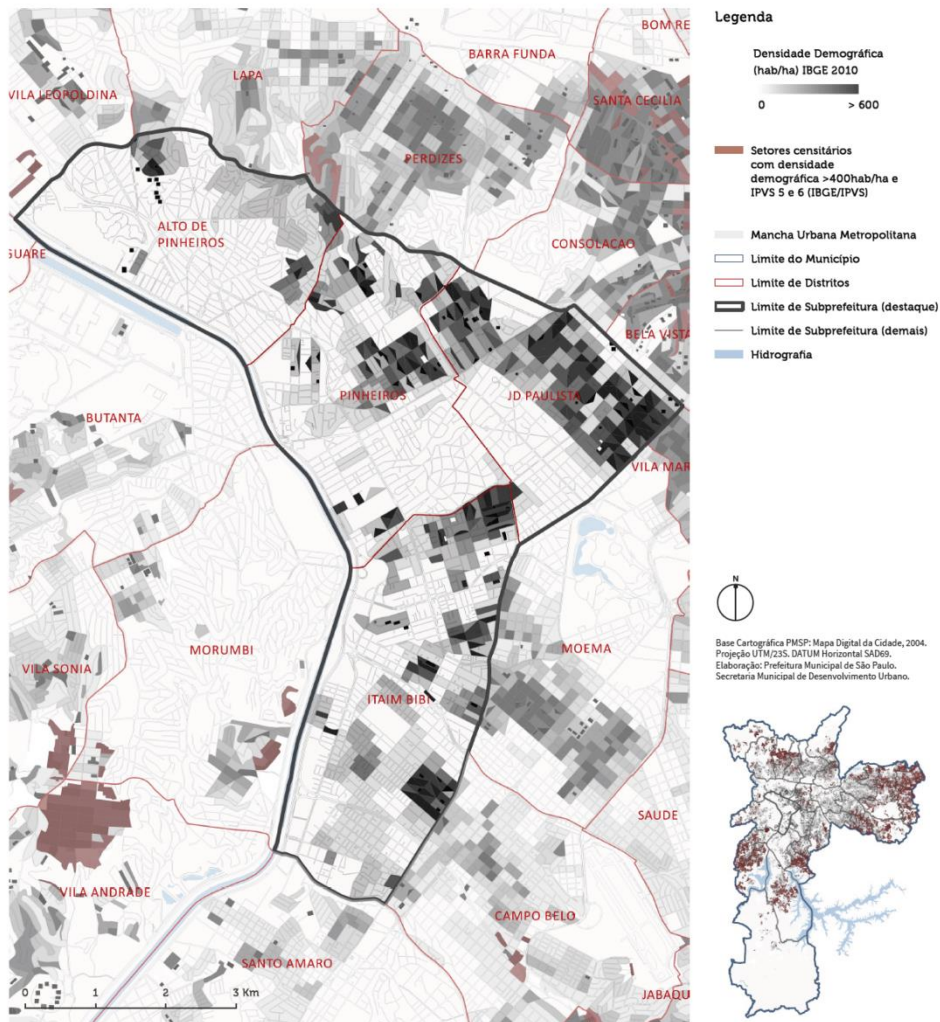 BOM RE
BARRA FUNDA
LAPA
VILA LEOPOLDINA
SANTA CECILIA
PERDIZES
ALTO DE
PINHEIROS
GUARE
CONSOLACAO
BELA VISTA
PINHEIROS
JD PAULISTA
BUTANTA
VILA MAR
MORUMBI
MOEMA
VILA SONIA
ITAIM BIBI
SAUDE
VILA ANDRADE
CAMPO BELO
SANTO AMARO
JABAQU
0 1 2 3 Km
Legenda
Densidade Demográfica
(hab/ha) IBGE 2010
0 > 600
Setores censitários
com densidade
demográfica >400hab/ha e
IPVS 5 e 6 (IBGE/IPVS)
Mancha Urbana Metropolitana
Limite do Município
Limite de Distritos
Limite de Subprefeitura (destaque)
Limite de Subprefeitura (demais)
Hidrografia
N
Base Cartográfica PMSP: Mapa Digital da Cidade, 2004.
Projeção UTM/23S. DATUM Horizontal SAD69.
Elaboração: Prefeitura Municipal de São Paulo.
Secretaria Municipal de Desenvolvimento Urbano.